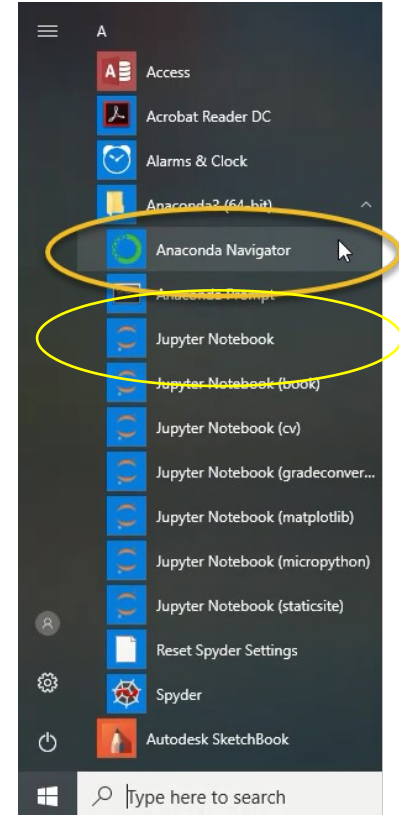 A
Access
Acrobat Reader DC
Alarms & Clock
Anaconda3 (64-bit)
Anaconda Navigator
Anaconda Prompt
Jupyter Notebook
Jupyter Notebook (book)
Jupyter Notebook (cv)
Jupyter Notebook (gradeconver...
Jupyter Notebook (matplotlib)
Jupyter Notebook (micropython)
Jupyter Notebook (staticsite)
Reset Spyder Settings
Spyder
Autodesk SketchBook
Type here to search